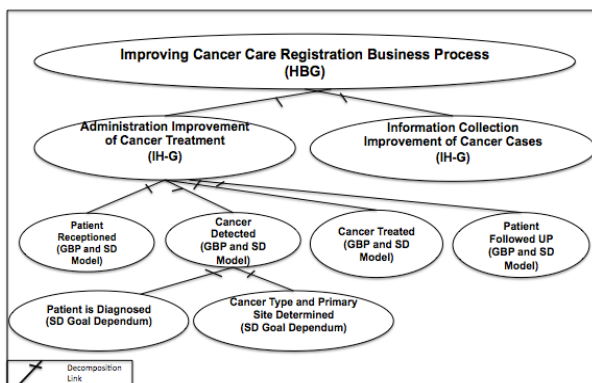 Improving Cancer Care Registration Business Process
(HBG)
Administration Improvement
of Cancer Treatment
(IH-G)
Information Collection
Improvement of Cancer Cases
(IH-G)
Patient
Receptioned
(GBP and SD
Model)
Cancer
Detected
(GBP and SD
Model)
Cancer Treated
(GBP and SD
Model)
Patient
Followed UP
(GBP and SD
Model)
Patient is Diagnosed
(SD Goal Dependum)
Cancer Type and Primary
Site Determined
(SD Goal Dependum)
Decomposition
Link